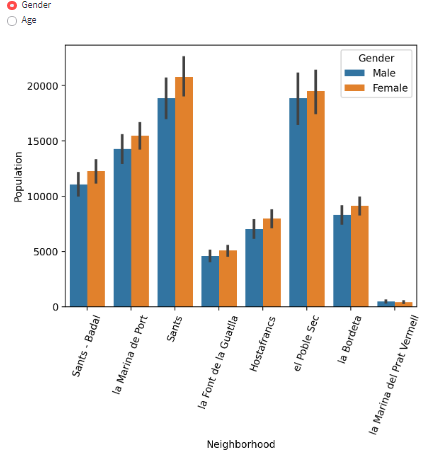 Gender
Age
Gender
Male
Female
Population
20000
15000
10000
5000
0
Sants - Badal
la Marina de Port
Sants
la Font de la Guatlla
Hostafrancs
el Poble Sec
la Bordeta
la Marina del Prat Vermell
Neighborhood